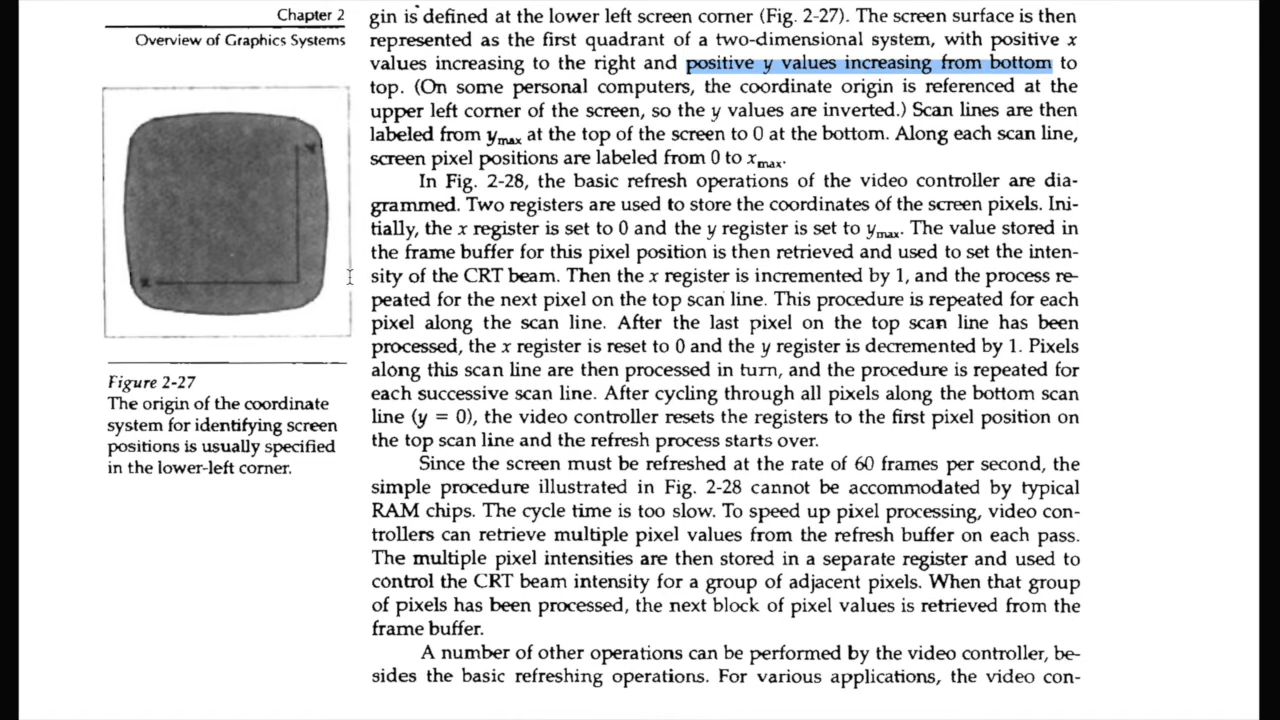 Chapter 2
Overview of Graphics Systems
Figure 2-27
The origin of the coordinate
system for identifying screen
positions is usually specified
in the lower-left corner.
gin is defined at the lower left screen corner (Fig. 2-27). The screen surface is then
represented as the first quadrant of a two-dimensional system, with positive x
values increasing to the right and positive y values increasing from bottom to
top. (On some personal computers, the coordinate origin is referenced at the
upper left corner of the screen, so the y values are inverted.) Scan lines are then
labeled from ymax at the top of the screen to 0 at the bottom. Along each scan line,
screen pixel positions are labeled from 0 to xmax.
In Fig. 2-28, the basic refresh operations of the video controller are dia-
grammed. Two registers are used to store the coordinates of the screen pixels. Ini-
tially, the x register is set to 0 and the y register is set to ymax. The value stored in
the frame buffer for this pixel position is then retrieved and used to set the inten-
sity of the CRT beam. Then the x register is incremented by 1, and the process re-
peated for the next pixel on the top scan line. This procedure is repeated for each
pixel along the scan line. After the last pixel on the top scan line has been
processed, the x register is reset to 0 and the y register is decremented by 1. Pixels
along this scan line are then processed in turn, and the procedure is repeated for
each successive scan line. After cycling through all pixels along the bottom scan
line (y = 0), the video controller resets the registers to the first pixel position on
the top scan line and the refresh process starts over.
Since the screen must be refreshed at the rate of 60 frames per second, the
simple procedure illustrated in Fig. 2-28 cannot be accommodated by typical
RAM chips. The cycle time is too slow. To speed up pixel processing, video con-
trollers can retrieve multiple pixel values from the refresh buffer on each pass.
The multiple pixel intensities are then stored in a separate register and used to
control the CRT beam intensity for a group of adjacent pixels. When that group
of pixels has been processed, the next block of pixel values is retrieved from the
frame buffer.
A number of other operations can be performed by the video controller, be-
sides the basic refreshing operations. For various applications, the video con-